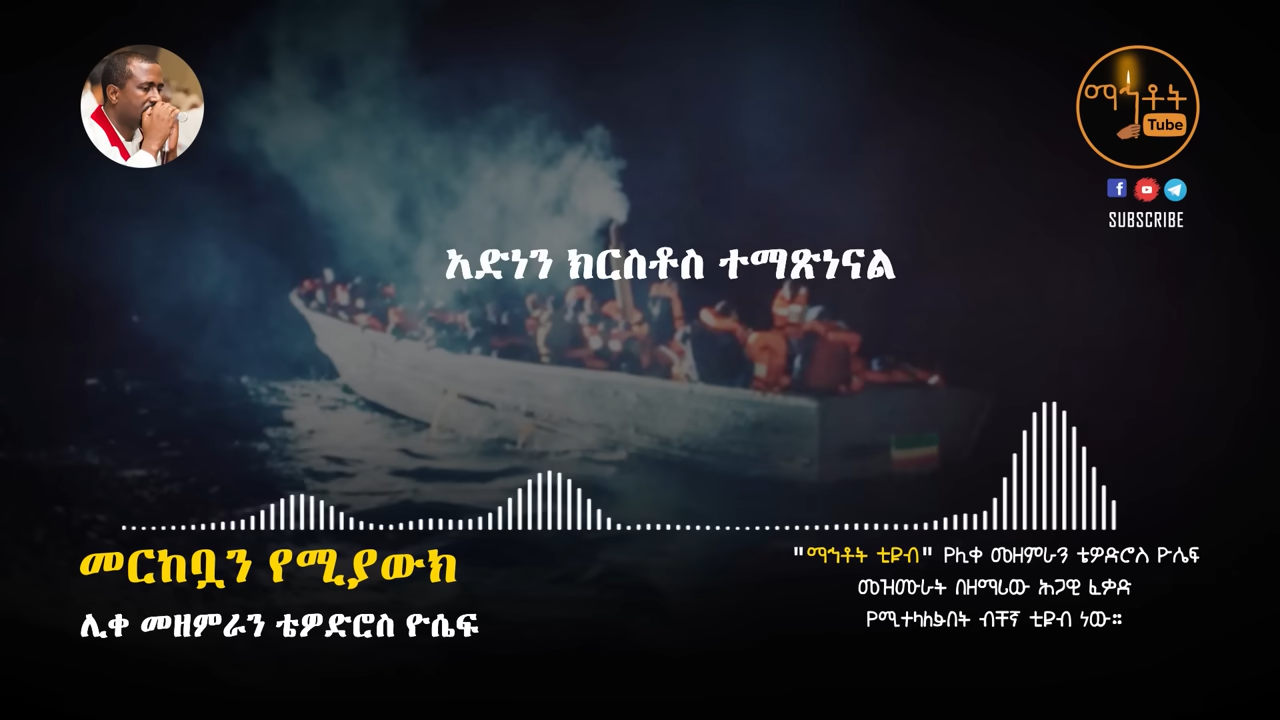 ማኅቶት
Tube
SUBSCRIBE
አድነን ክርስቶስ ተማጽነናል
መርከቧን የሚያውክ
ሊቀ መዘምራን ቴዎድሮስ ዮሴፍ
"ማኅቶት ቲዩብ" የሊቀ መዘምራን ቴዎድሮስ ዮሴፍ
መዝሙራት በዘማሪው ሕጋዊ ፈቃድ
የሚተላለፉበት ብቸኛ ቲዩብ ነው።